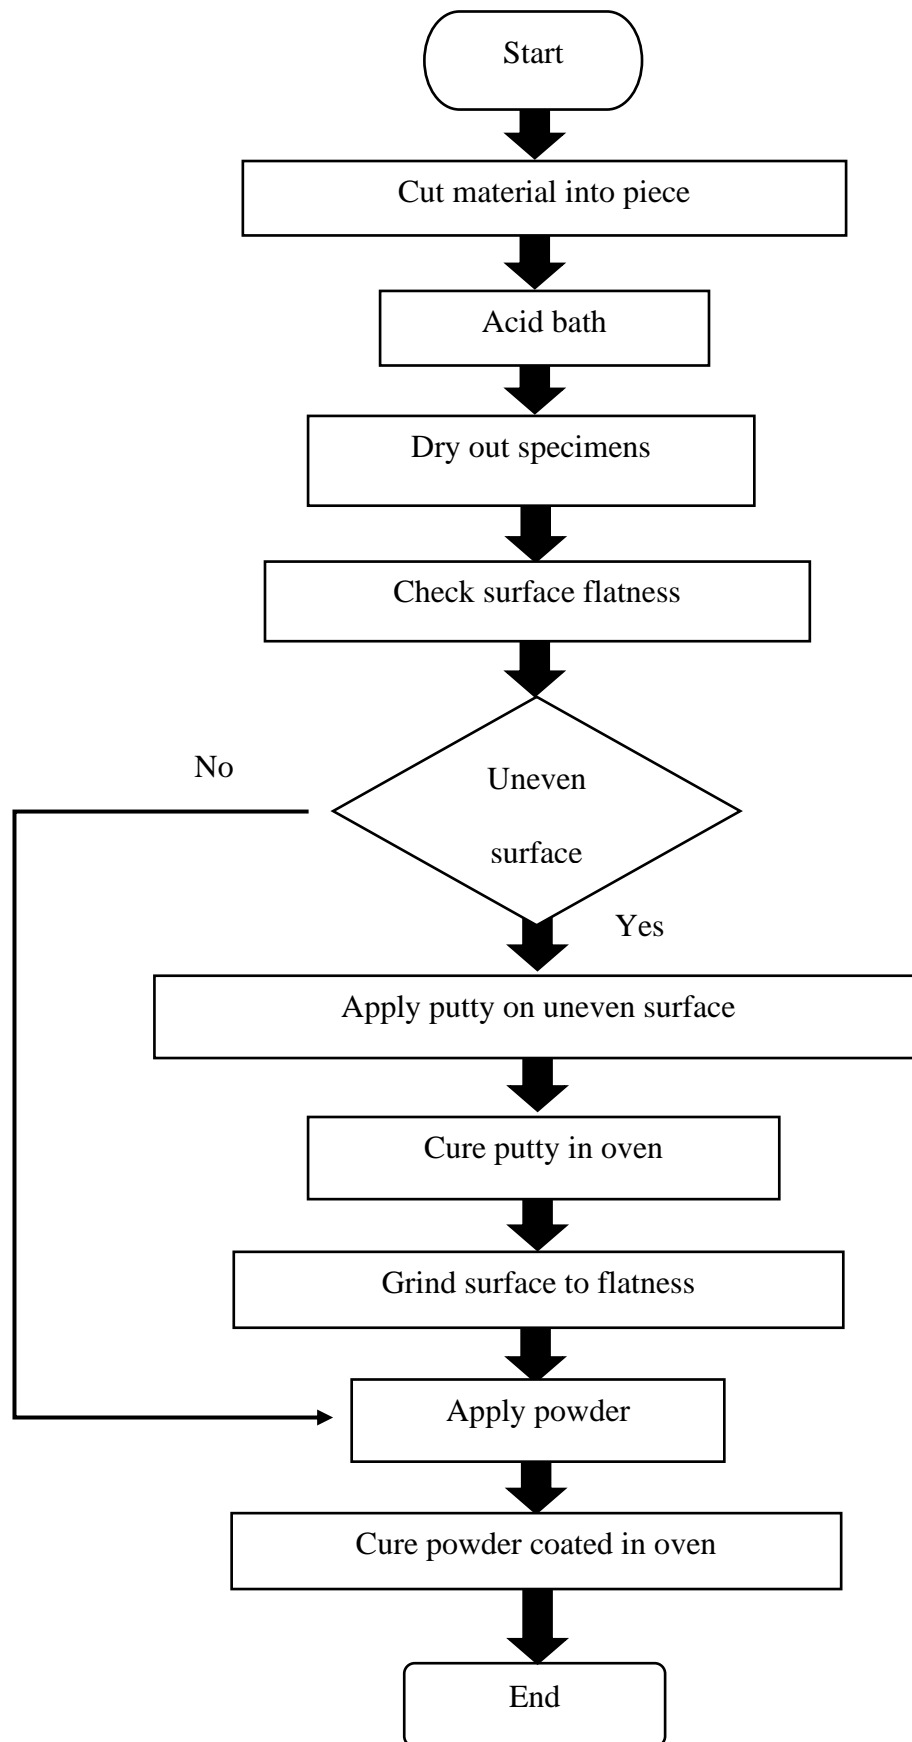 Start
Cut material into piece
Acid bath
Dry out specimens
Check surface flatness
No
Uneven
surface
Yes
Apply putty on uneven surface
Cure putty in oven
Grind surface to flatness
Apply powder
Cure powder coated in oven
End